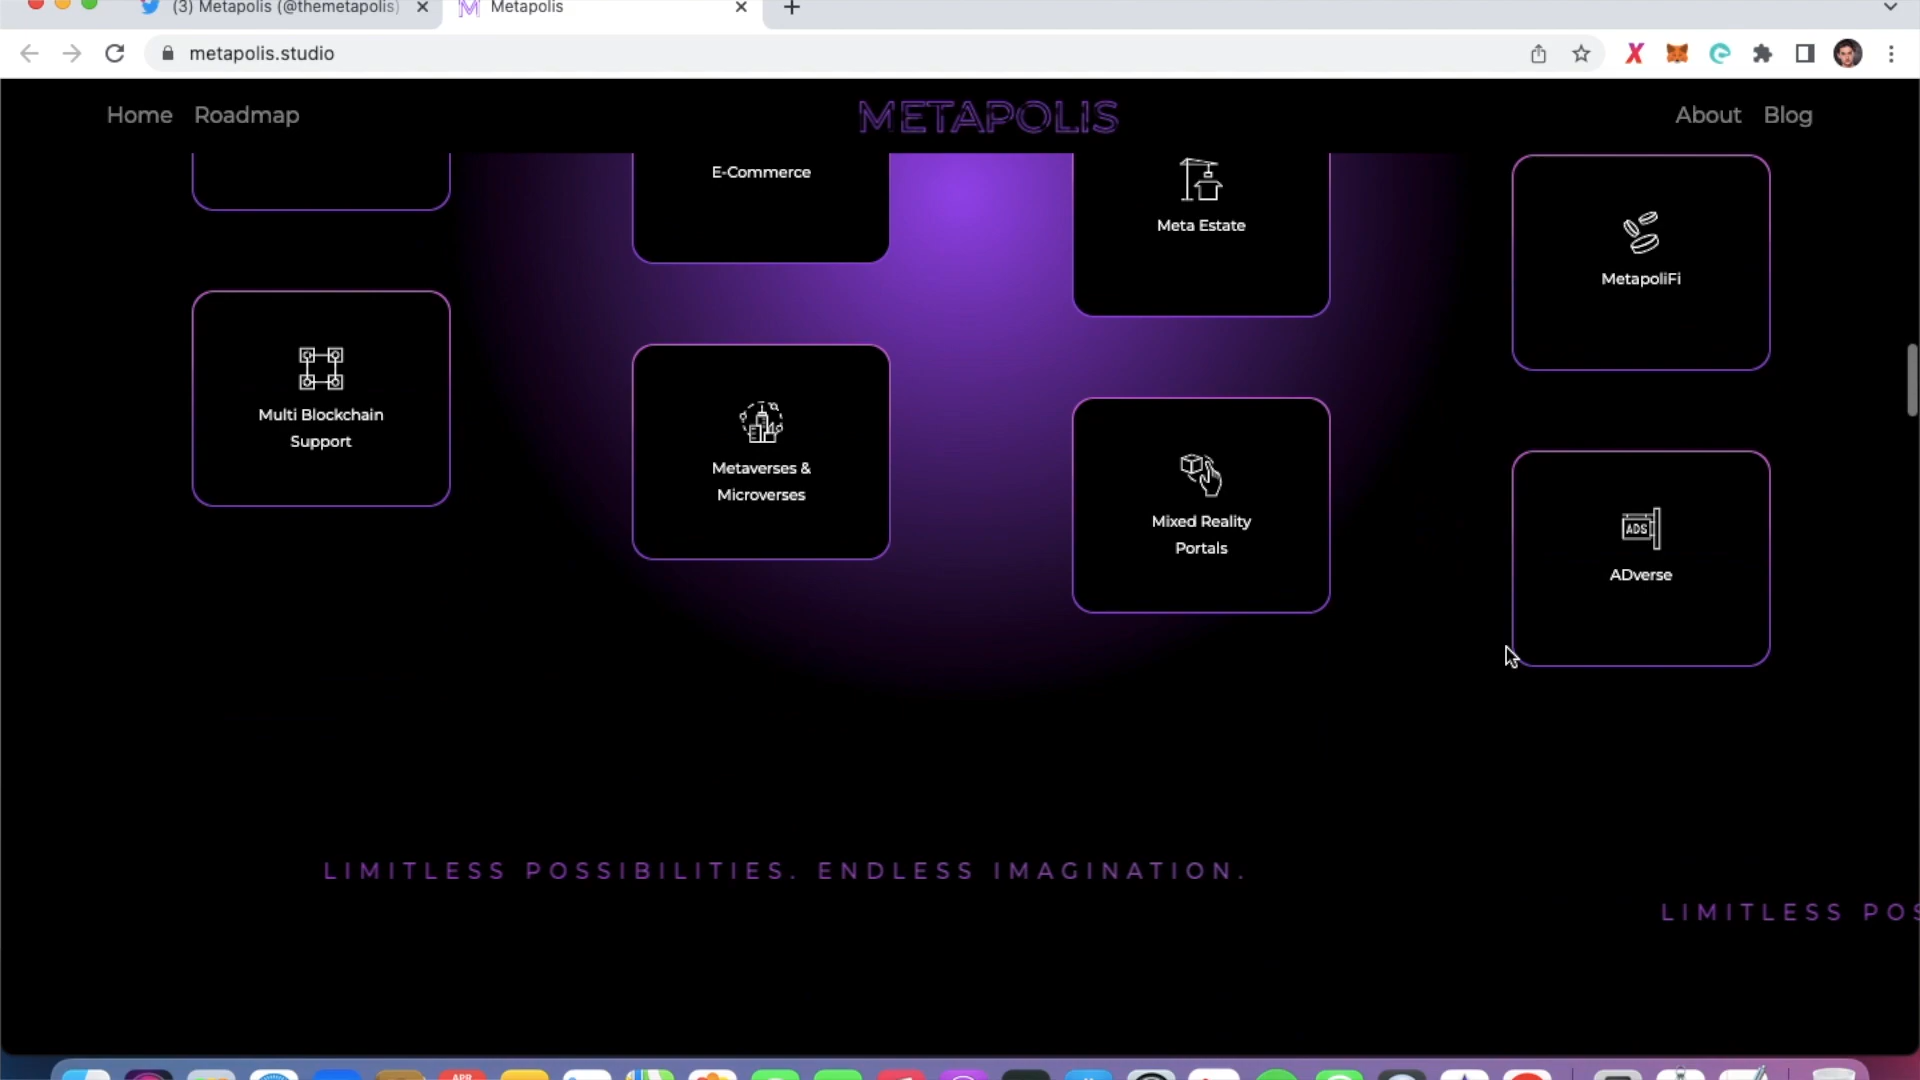 (3) Metapolis (@themetapolis)
Metapolis
metapolis.studio
Home
Roadmap
METAPOLIS
About
Blog
E-Commerce
Meta Estate
MetapoliFi
Multi Blockchain
Support
Metaverses &
Microverses
Mixed Reality
Portals
ADS
ADverse
LIMITLESS POSSIBILITIES. ENDLESS IMAGINATION.
LIMITLESS POS
APR